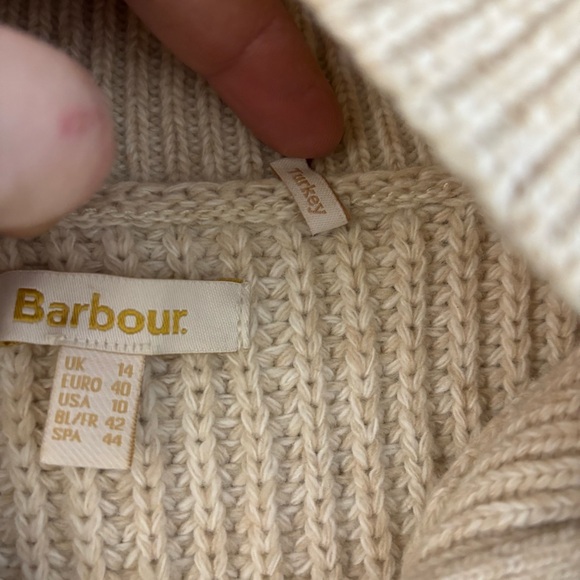 Turkey
Barbour.
UK 14
EURO 40
USA 10
BL/FR 42
SPA 44